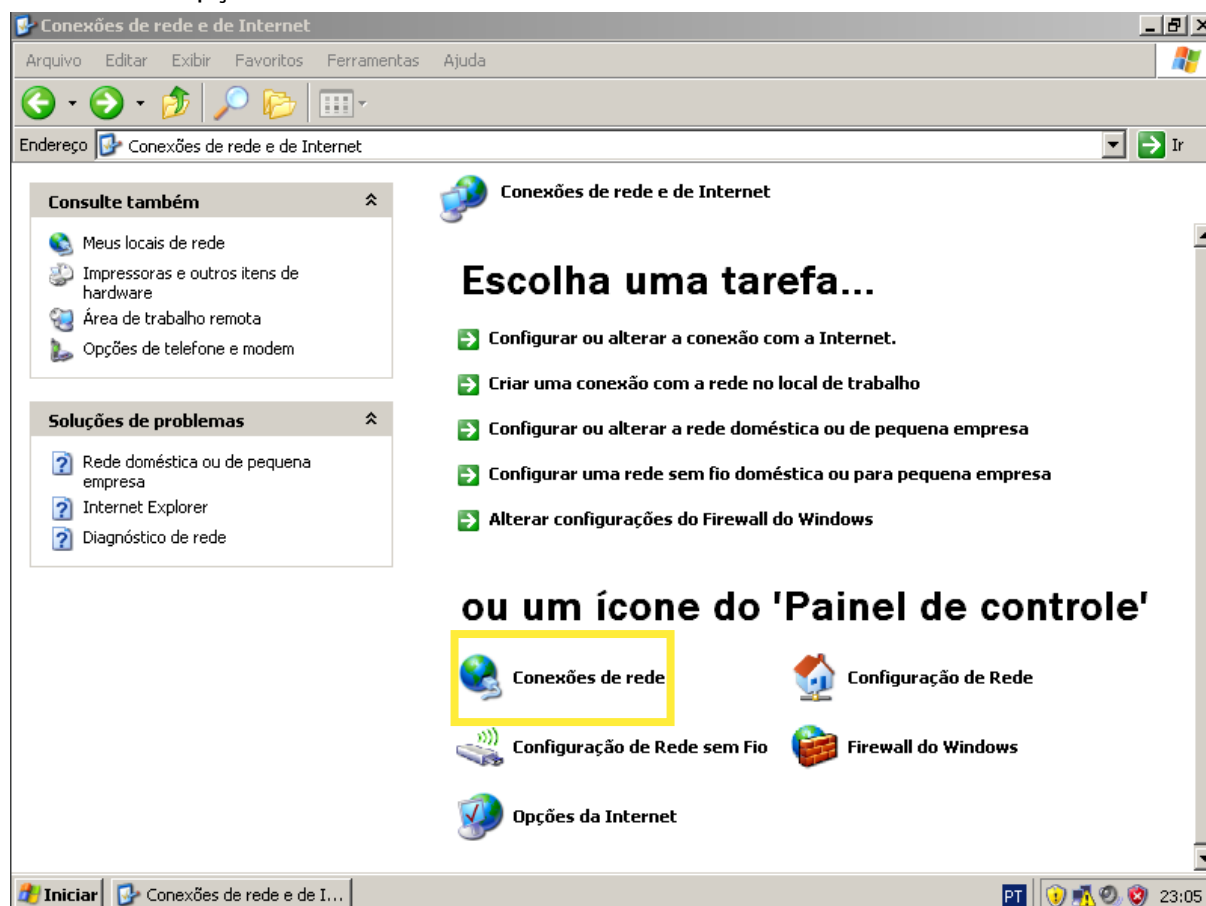 Conexões de rede e de Internet
Arquivo Editar Exibir Favoritos Ferramentas Ajuda
Endereço Conexões de rede e de Internet Ir
Consulte também
Meus locais de rede
Impressoras e outros itens de
hardware
Área de trabalho remota
Opções de telefone e modem
Soluções de problemas
Rede doméstica ou de pequena
empresa
Internet Explorer
Diagnóstico de rede
Conexões de rede e de Internet
Escolha uma tarefa...
Configurar ou alterar a conexão com a Internet.
Criar uma conexão com a rede no local de trabalho
Configurar ou alterar a rede doméstica ou de pequena empresa
Configurar uma rede sem fio doméstica ou para pequena empresa
Alterar configurações do Firewall do Windows
ou um ícone do 'Painel de controle'
Conexões de rede Configuração de Rede
Configuração de Rede sem Fio Firewall do Windows
Opções da Internet
Iniciar Conexões de rede e de I... PT 23:05